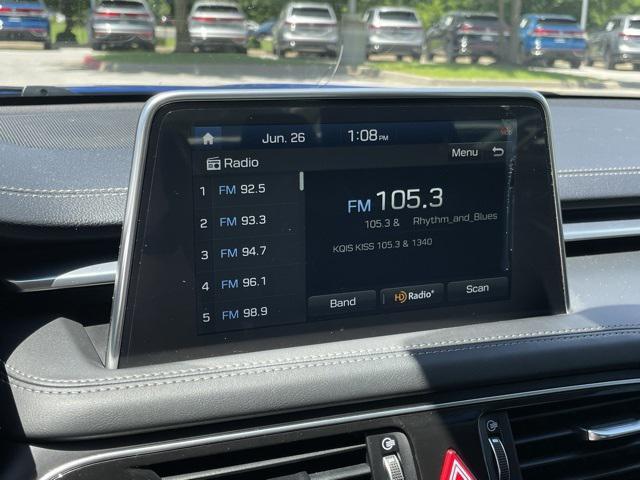 Jun. 26 1:08 PM
Radio
Menu
1 FM 92.5
2 FM 93.3
3 FM 94.7
4 FM 96.1
5 FM 98.9
FM 105.3
105.3 & Rhythm_and_Blues
KQIS KISS 105.3 & 1340
Band
HD Radio
Scan